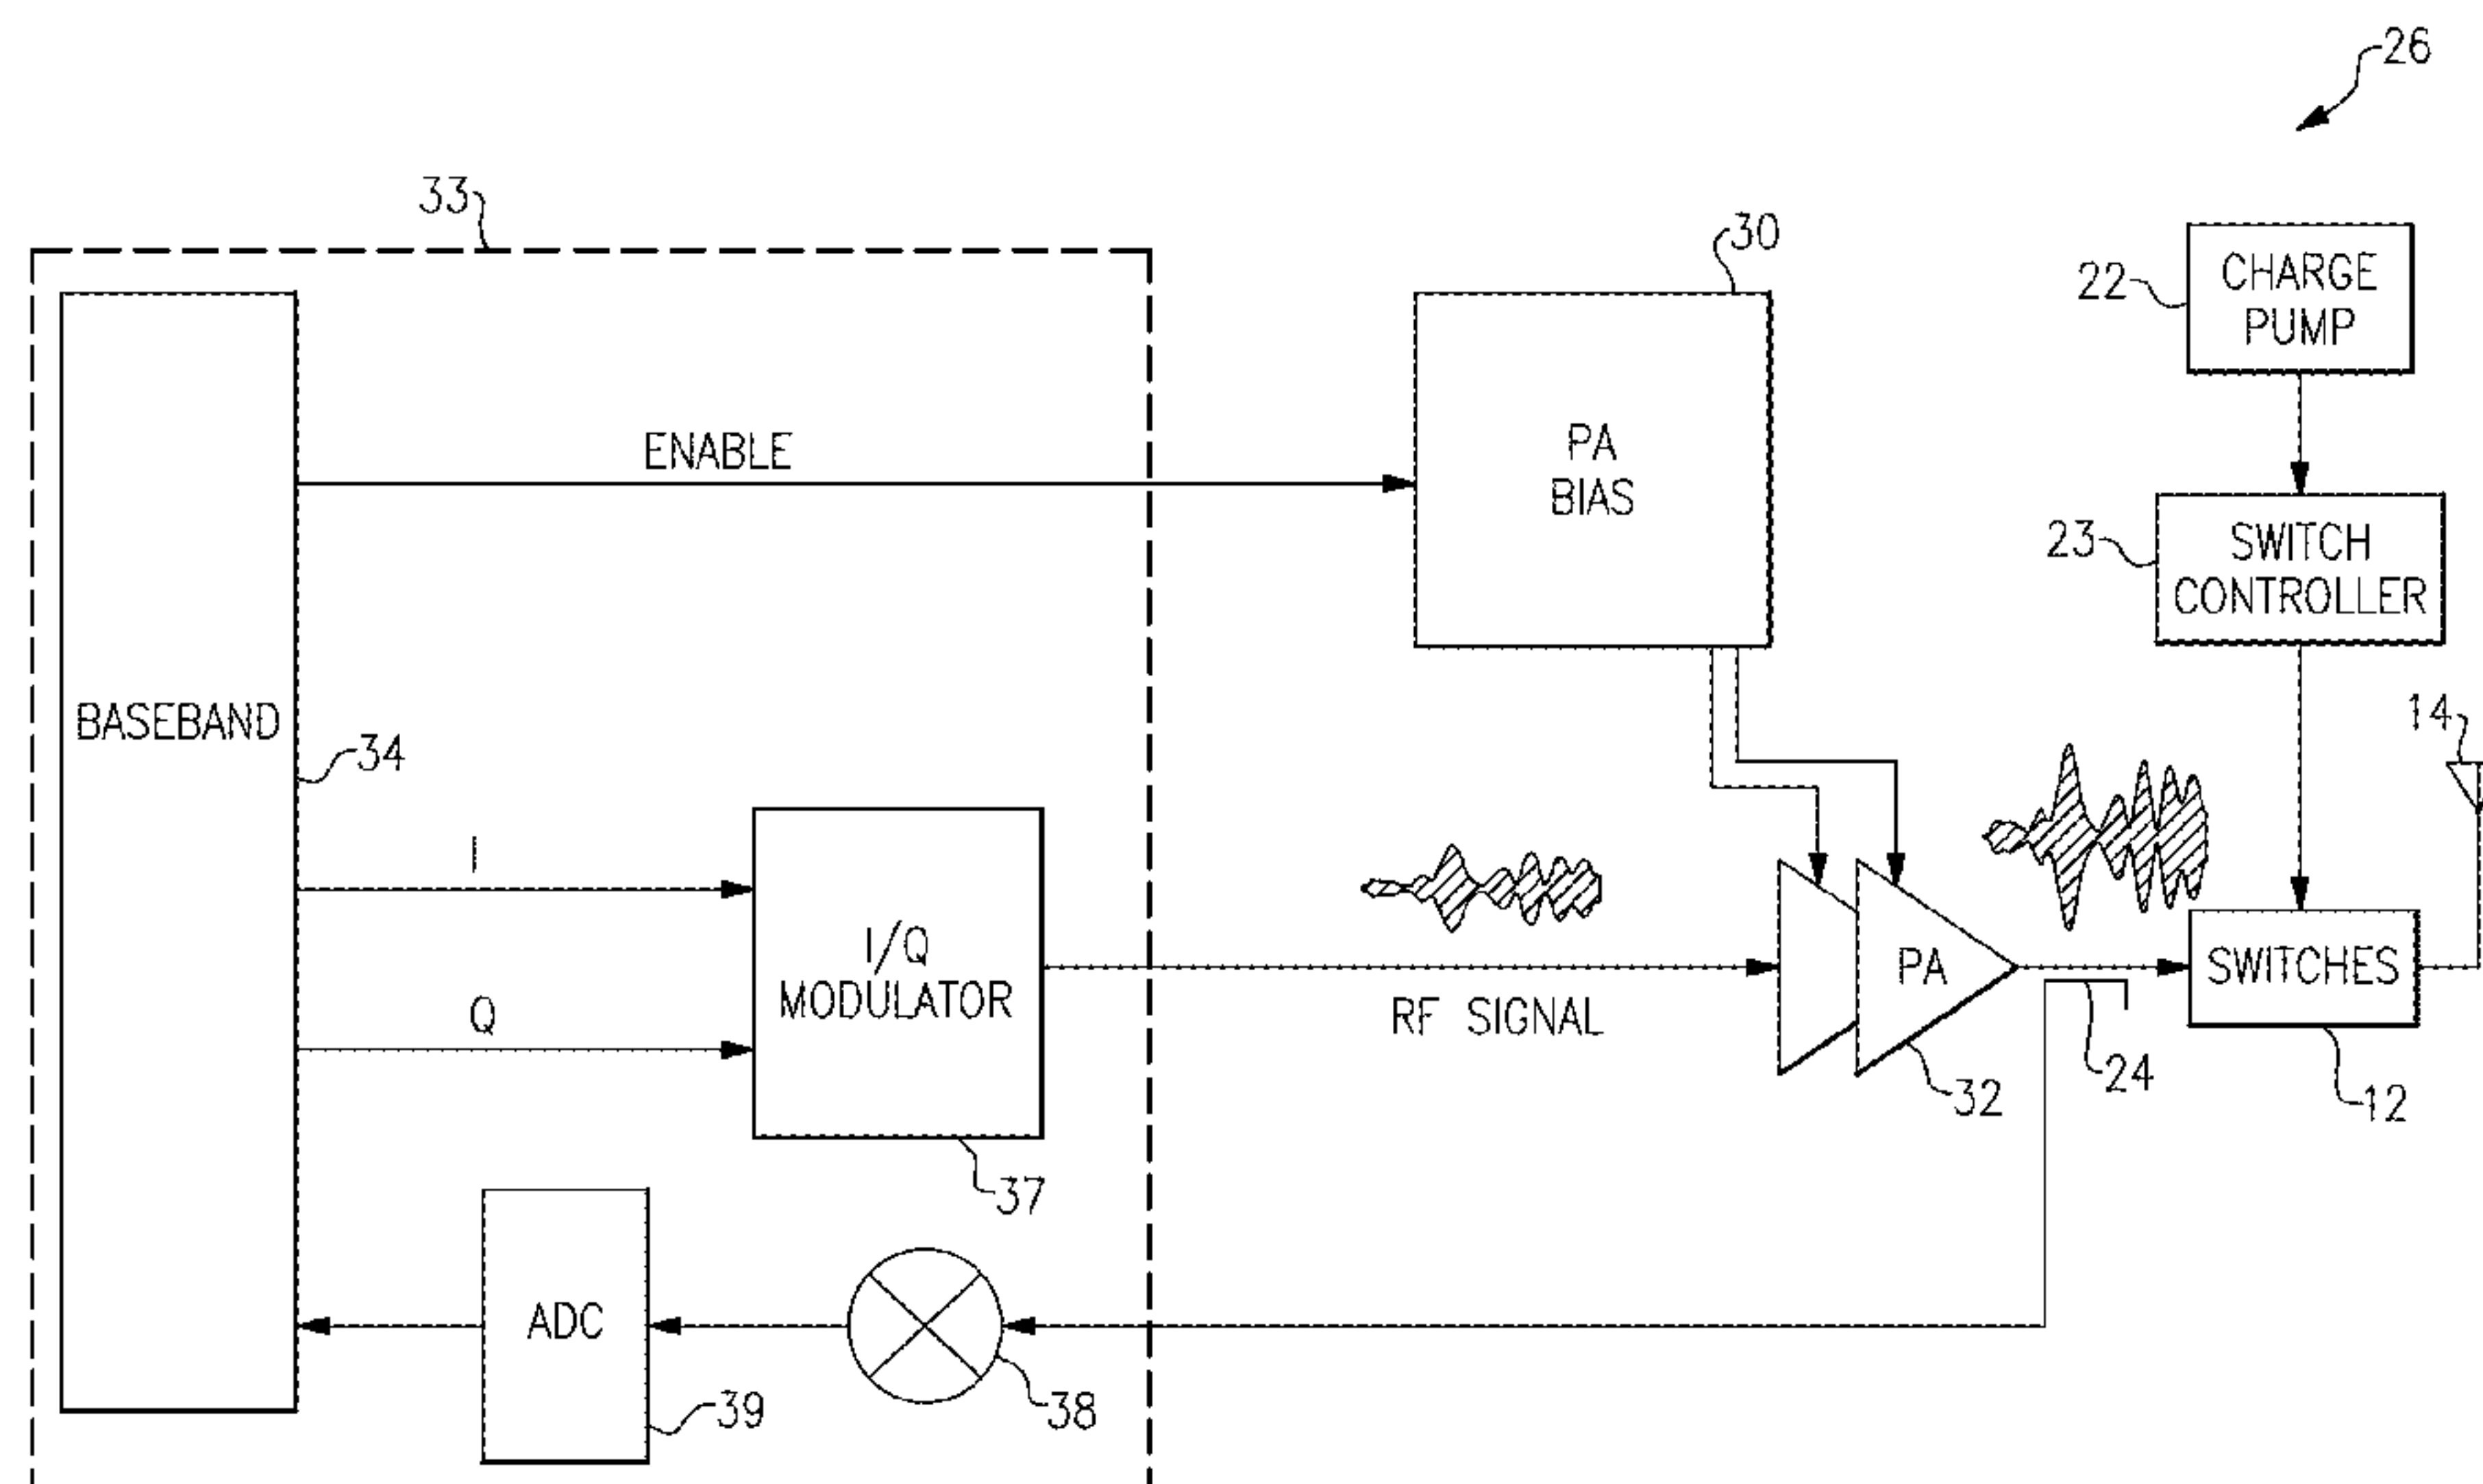 26
33
30
22
CHARGE
PUMP
ENABLE
PA
BIAS
23
SWITCH
CONTROLLER
BASEBAND
34
14
I
I/Q
MODULATOR
Q
RF SIGNAL
PA
SWITCHES
24
32
12
37
ADC
39
38